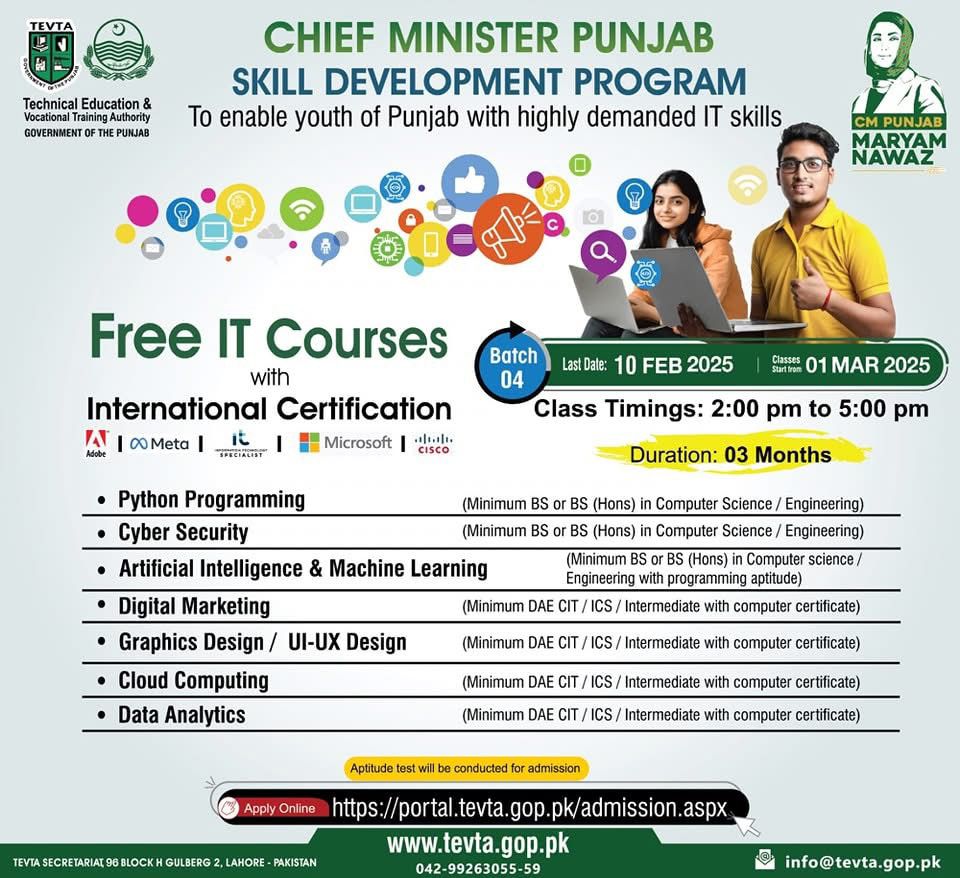 TEVTA
GOVERNMENT OF THE PUNJAB
Technical Education &
Vocational Training Authority
GOVERNMENT OF THE PUNJAB
CHIEF MINISTER PUNJAB
SKILL DEVELOPMENT PROGRAM
To enable youth of Punjab with highly demanded IT skills
CM PUNJAB
MARYAM
NAWAZ
Free IT Courses
with
International Certification
Adobe | Meta | it INFORMATION TECHNOLOGY SPECIALIST | Microsoft | CISCO
Batch
04
Last Date: 10 FEB 2025 | Classes Start from 01 MAR 2025
Class Timings: 2:00 pm to 5:00 pm
Duration: 03 Months
• Python Programming (Minimum BS or BS (Hons) in Computer Science / Engineering)
• Cyber Security (Minimum BS or BS (Hons) in Computer Science / Engineering)
• Artificial Intelligence & Machine Learning (Minimum BS or BS (Hons) in Computer science /
Engineering with programming aptitude)
• Digital Marketing (Minimum DAE CIT / ICS / Intermediate with computer certificate)
• Graphics Design / UI-UX Design (Minimum DAE CIT / ICS / Intermediate with computer certificate)
• Cloud Computing (Minimum DAE CIT / ICS / Intermediate with computer certificate)
• Data Analytics (Minimum DAE CIT / ICS / Intermediate with computer certificate)
Aptitude test will be conducted for admission
Apply Online https://portal.tevta.gop.pk/admission.aspx
www.tevta.gop.pk
TEVTA SECRETARIAT, 96 BLOCK H GULBERG 2, LAHORE - PAKISTAN
042-99263055-59
info@tevta.gop.pk